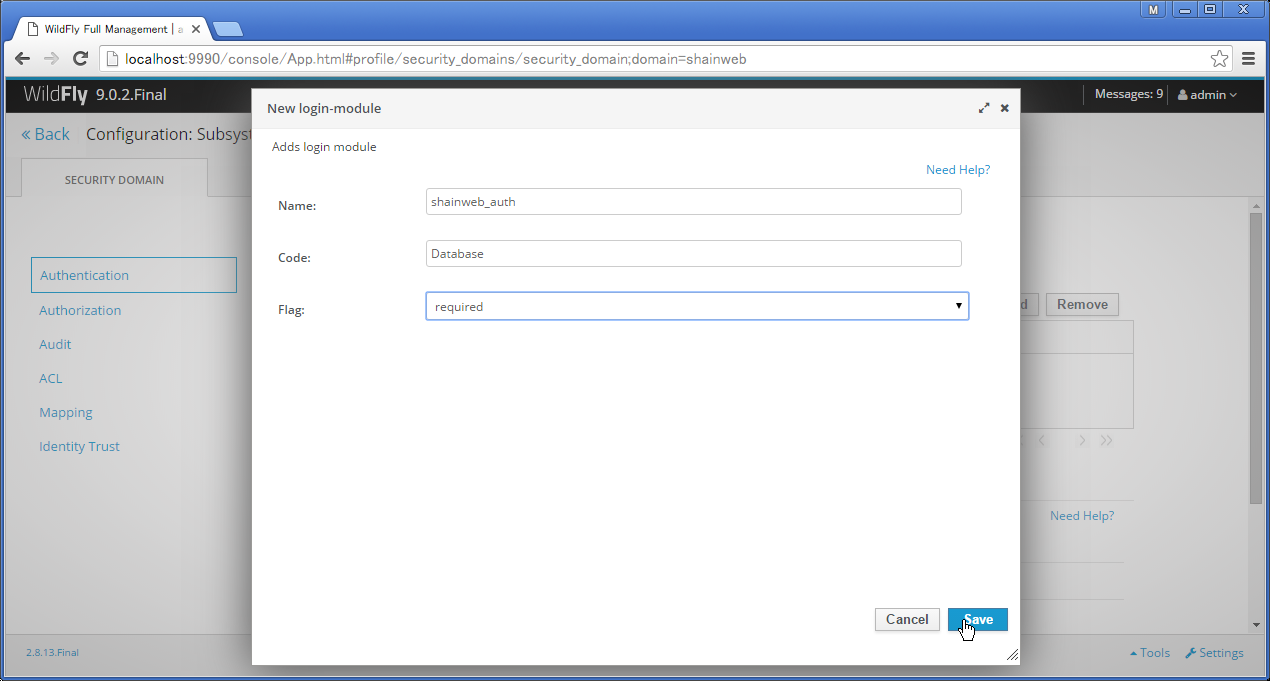 M
WildFly Full Management | a
localhost:9990/console/App.html#profile/security_domains/security_domain;domain=shainweb
WildFly 9.0.2.Final
Messages: 9
admin
« Back
Configuration: Subsyst
SECURITY DOMAIN
Authentication
Authorization
Audit
ACL
Mapping
Identity Trust
New login-module
Adds login module
Need Help?
Name: shainweb_auth
Code: Database
Flag: required
Cancel
Save
d
Remove
Need Help?
2.8.13.Final
Tools
Settings